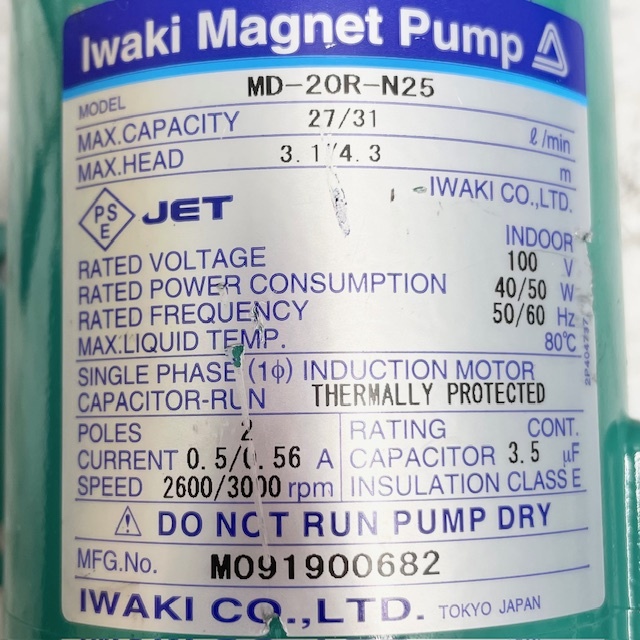 Iwaki Magnet Pump
MODEL MD-20R-N25
MAX.CAPACITY 27/31 ℓ/min
MAX.HEAD 3.1/4.3 m
IWAKI CO.,LTD.
PS E JET
INDOOR
RATED VOLTAGE 100 V
RATED POWER CONSUMPTION 40/50 W
RATED FREQUENCY 50/60 Hz
MAX.LIQUID TEMP. 80℃
SINGLE PHASE (1ϕ) INDUCTION MOTOR
CAPACITOR-RUN THERMALLY PROTECTED
POLES 2 RATING CONT.
CURRENT 0.5/0.56 A CAPACITOR 3.5 μF
SPEED 2600/3000 rpm INSULATION CLASS E
DO NOT RUN PUMP DRY
MFG.No. M091900682
IWAKI CO.,LTD. TOKYO JAPAN